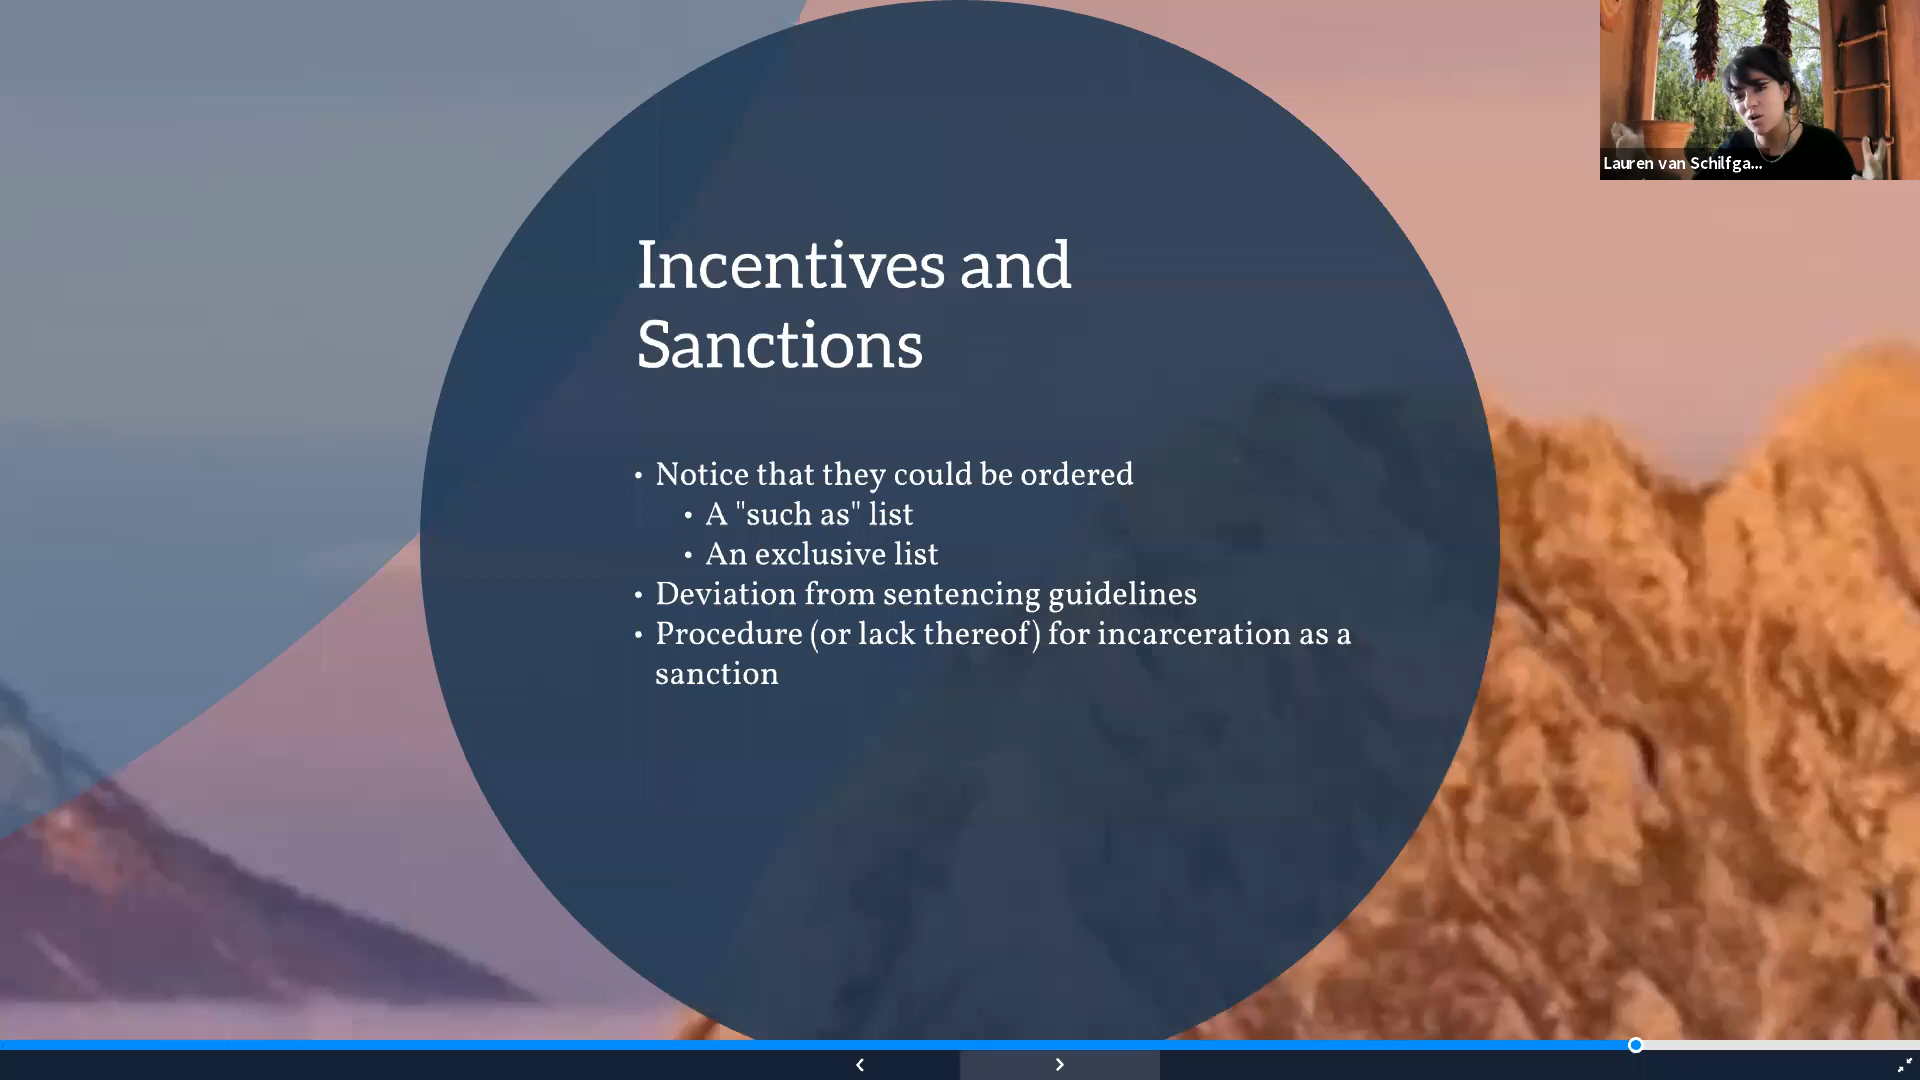 Lauren van Schilfga...
Incentives and
Sanctions
• Notice that they could be ordered
• A "such as" list
• An exclusive list
• Deviation from sentencing guidelines
• Procedure (or lack thereof) for incarceration as a
sanction